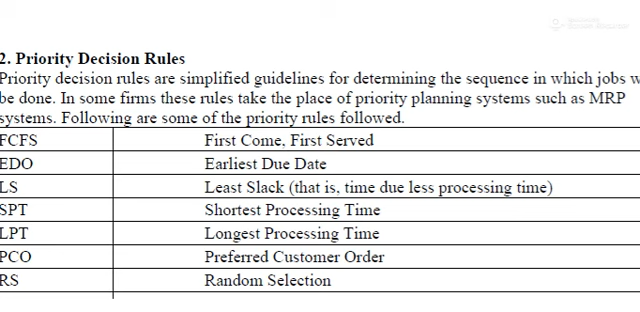 2. Priority Decision Rules
Priority decision rules are simplified guidelines for determining the sequence in which jobs w
be done. In some firms these rules take the place of priority planning systems such as MRP
systems. Following are some of the priority rules followed.
FCFS First Come, First Served
EDO Earliest Due Date
LS Least Slack (that is, time due less processing time)
SPT Shortest Processing Time
LPT Longest Processing Time
PCO Preferred Customer Order
RS Random Selection